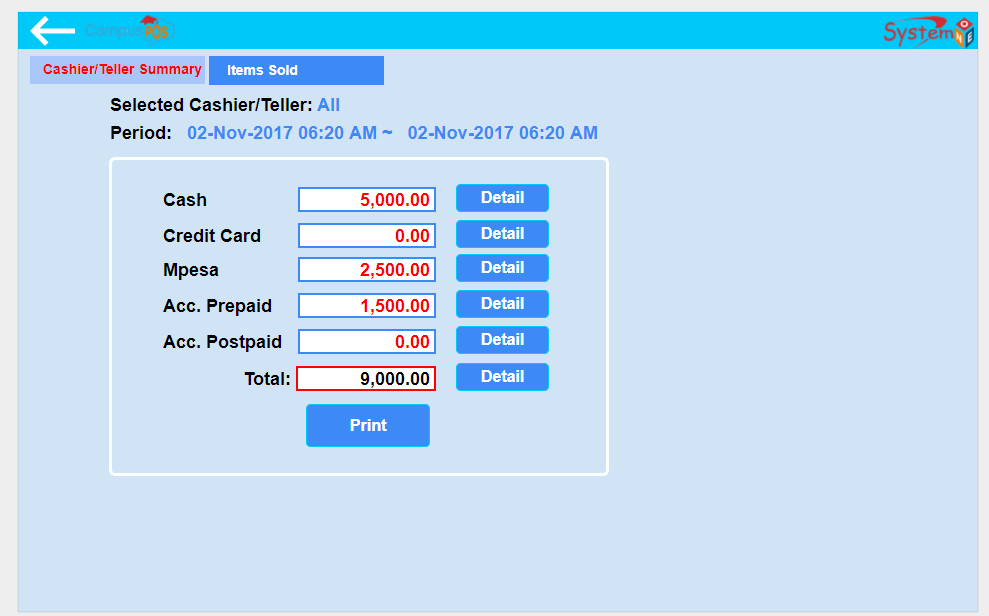 CampusPOS
SystemONE
Cashier/Teller Summary
Items Sold
Selected Cashier/Teller: All
Period: 02-Nov-2017 06:20 AM ~ 02-Nov-2017 06:20 AM
Cash 5,000.00 Detail
Credit Card 0.00 Detail
Mpesa 2,500.00 Detail
Acc. Prepaid 1,500.00 Detail
Acc. Postpaid 0.00 Detail
Total: 9,000.00 Detail
Print